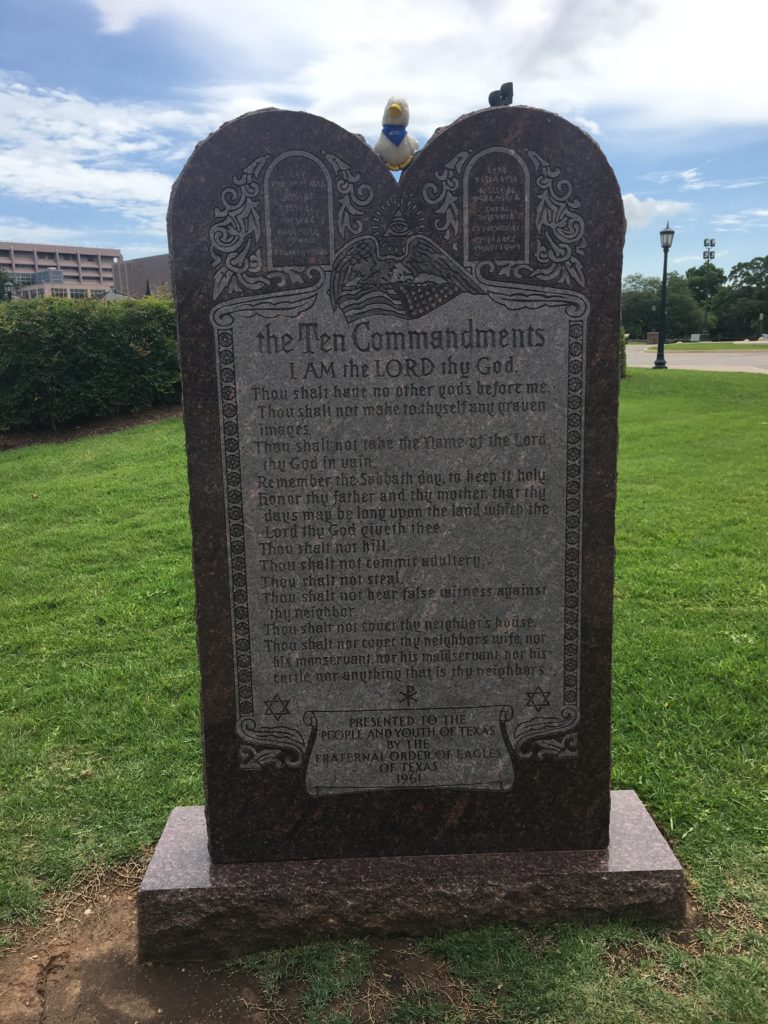 the Ten Commandments
I AM the LORD thy God.
Thou shalt have no other gods before me.
Thou shalt not make to thyself any graven
images.
Thou shalt not take the Name of the Lord
thy God in vain.
Remember the Sabbath day, to keep it holy.
Honor thy father and thy mother, that thy
days may be long upon the land which the
Lord thy God giveth thee.
Thou shalt not kill.
Thou shalt not commit adultery.
Thou shalt not steal.
Thou shalt not bear false witness against
thy neighbor.
Thou shalt not covet thy neighbor's house.
Thou shalt not covet thy neighbor's wife, nor
his manservant, nor his maidservant, nor his
cattle, nor anything that is thy neighbor's.
PRESENTED TO THE
PEOPLE AND YOUTH OF TEXAS
BY THE
FRATERNAL ORDER OF EAGLES
OF TEXAS
1961